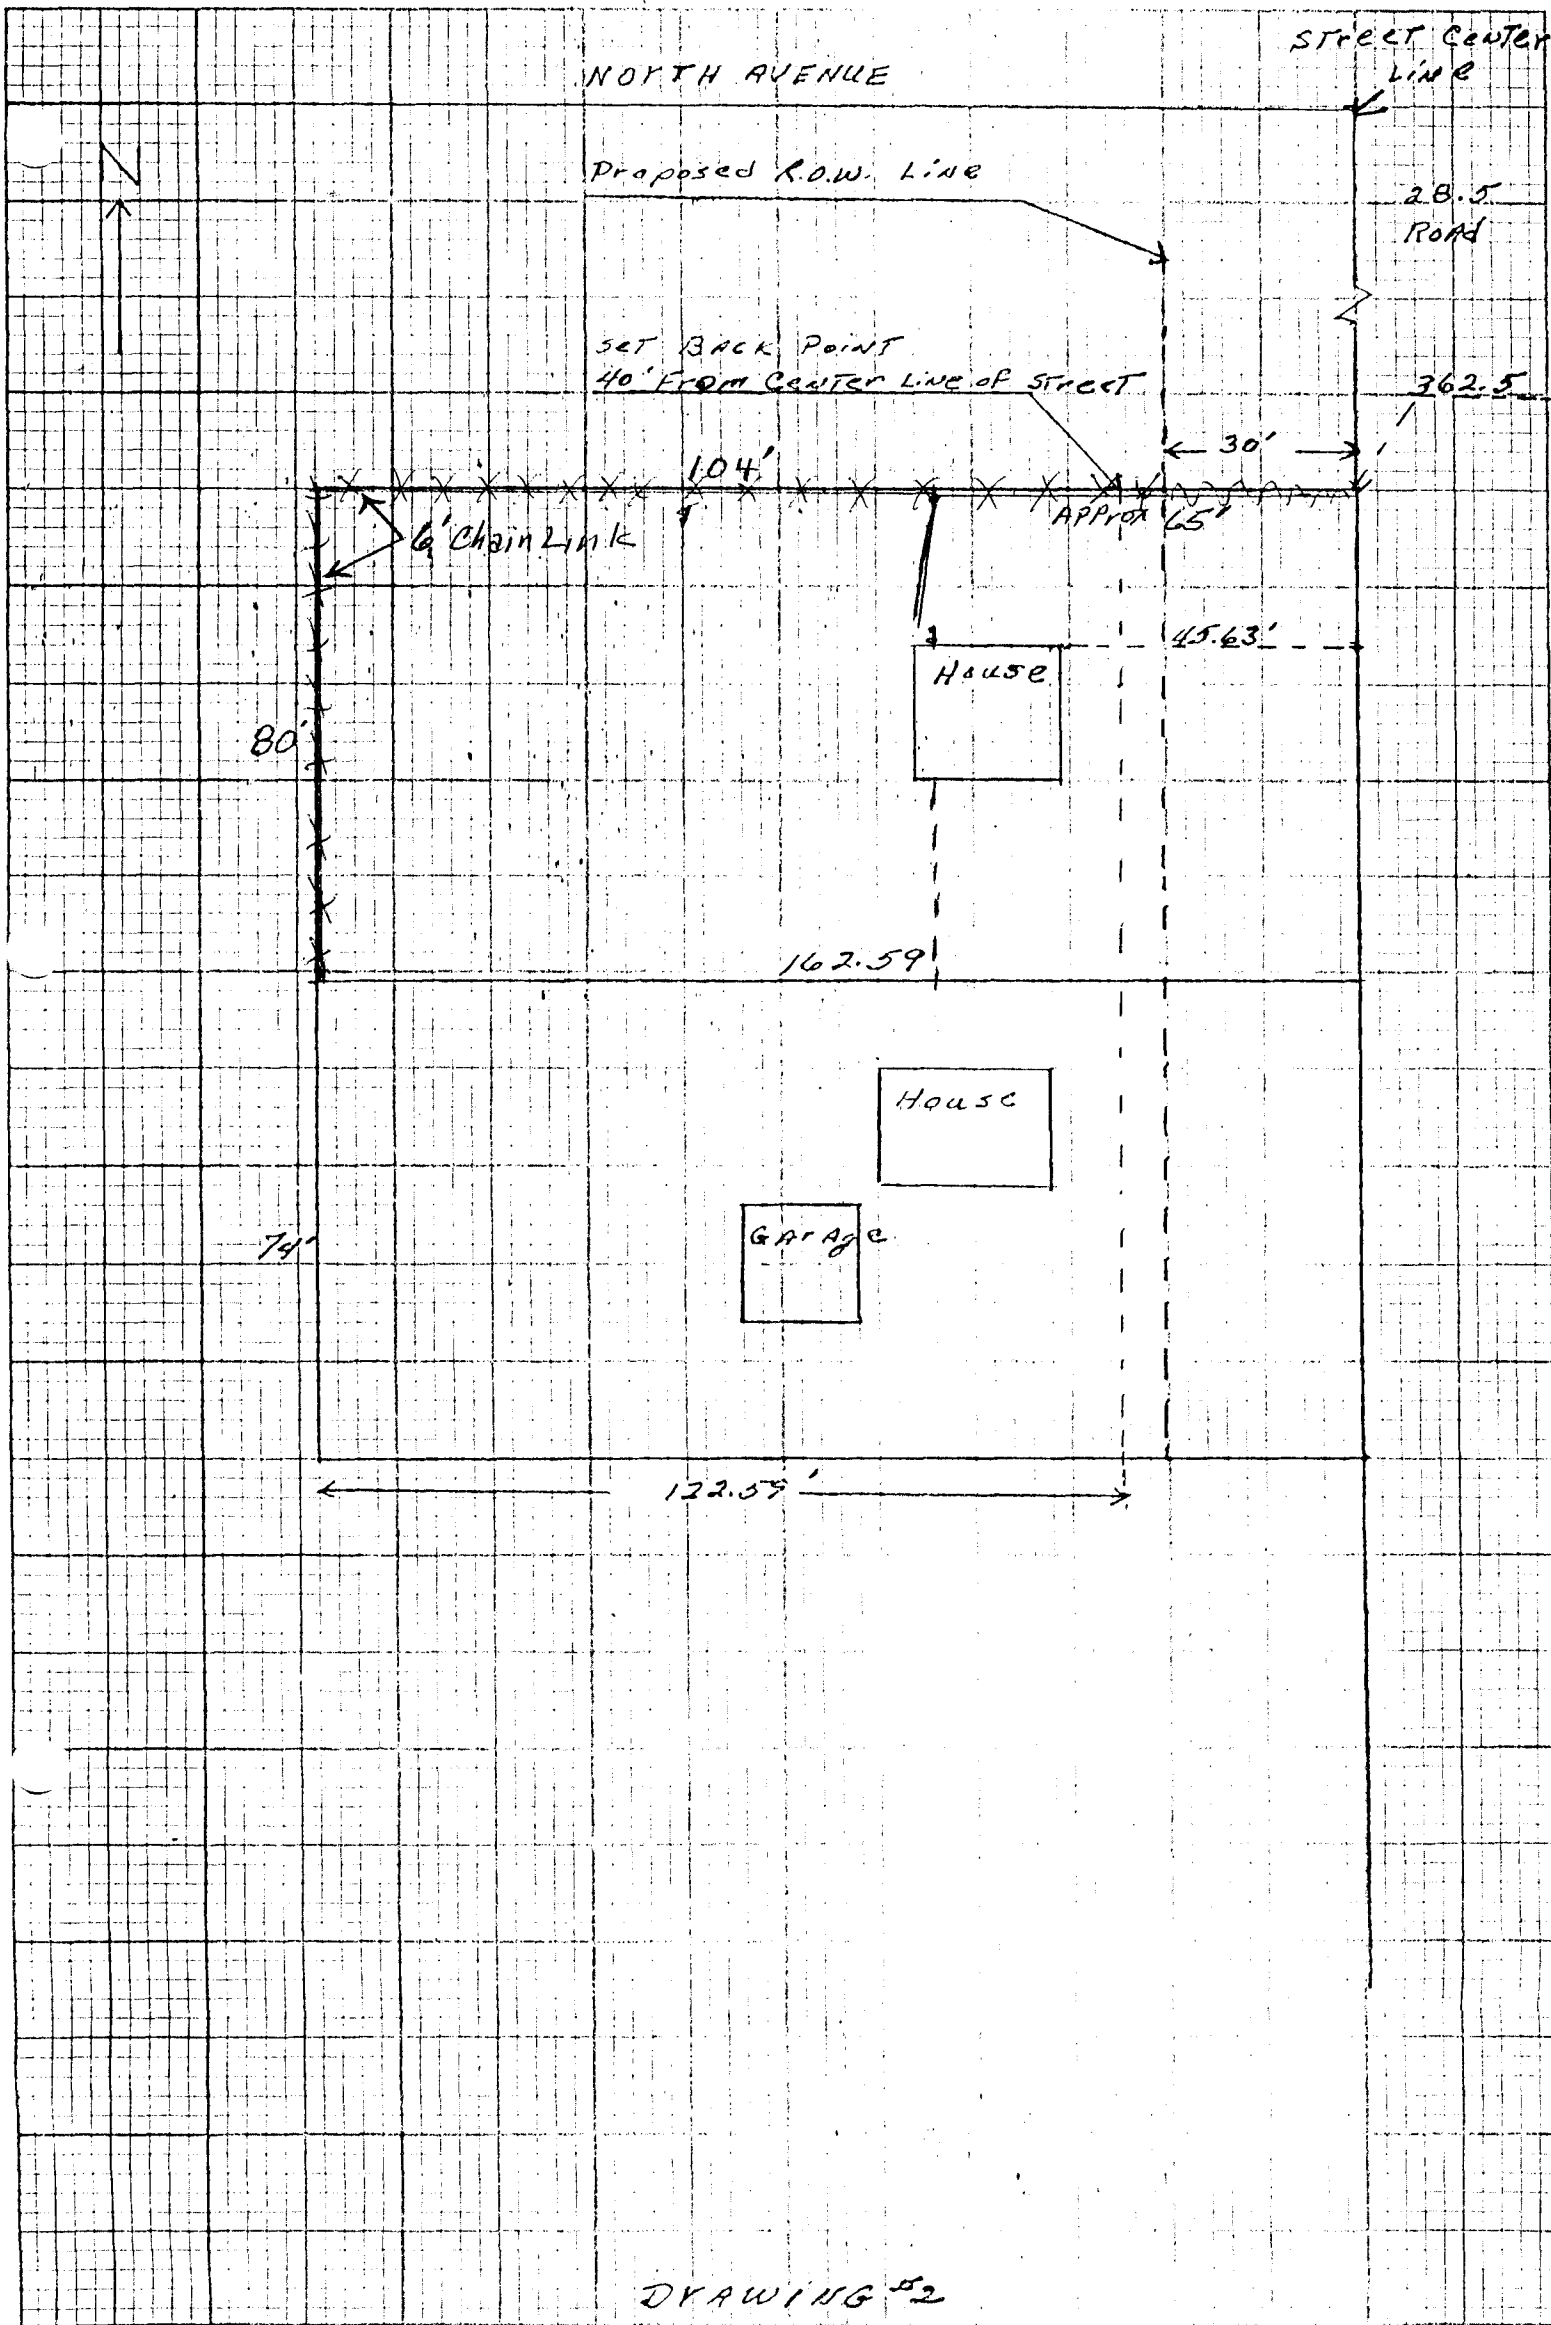 Street Center
Line
NORTH AVENUE
N
Proposed R.O.W. Line
28.5
Road
Set Back Point
40' From Center Line of Street
362.5
30'
104'
Approx 65'
6' Chain Link
45.63'
House
80'
162.59
House
Garage
74'
122.59'
DRAWING #2